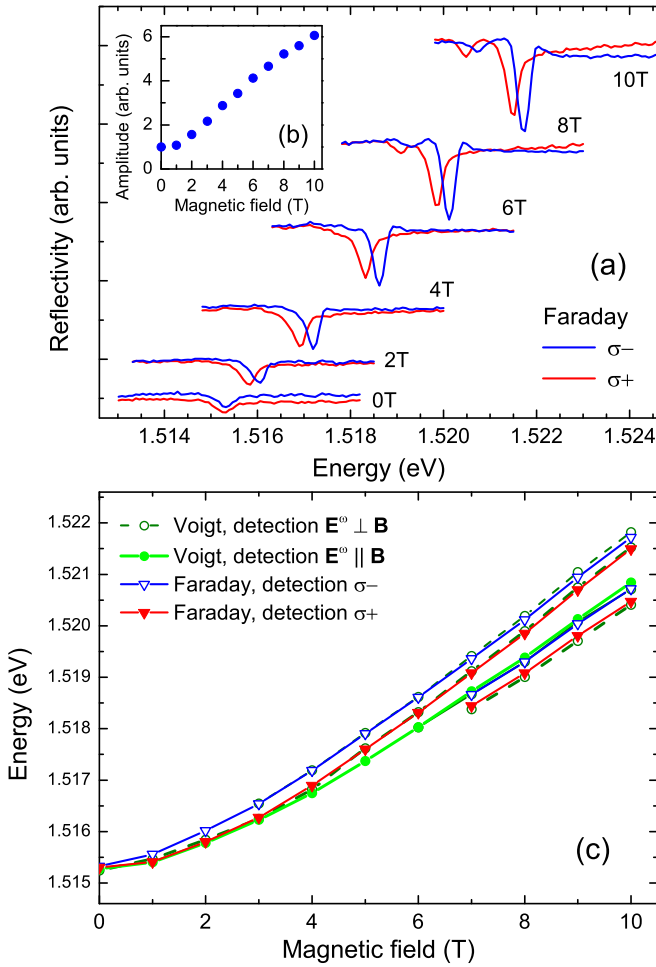 10T
8T
6T
4T
2T
0T
(a)
Faraday
σ−
σ+
Reflectivity (arb. units)
1.514 1.516 1.518 1.520 1.522 1.524
Energy (eV)
(b)
Amplitude (arb. units)
6
4
2
0
0 2 4 6 8 10
Magnetic field (T)
Voigt, detection E^ω ⊥ B
Voigt, detection E^ω || B
Faraday, detection σ−
Faraday, detection σ+
Energy (eV)
1.522
1.521
1.520
1.519
1.518
1.517
1.516
1.515
(c)
0 2 4 6 8 10
Magnetic field (T)